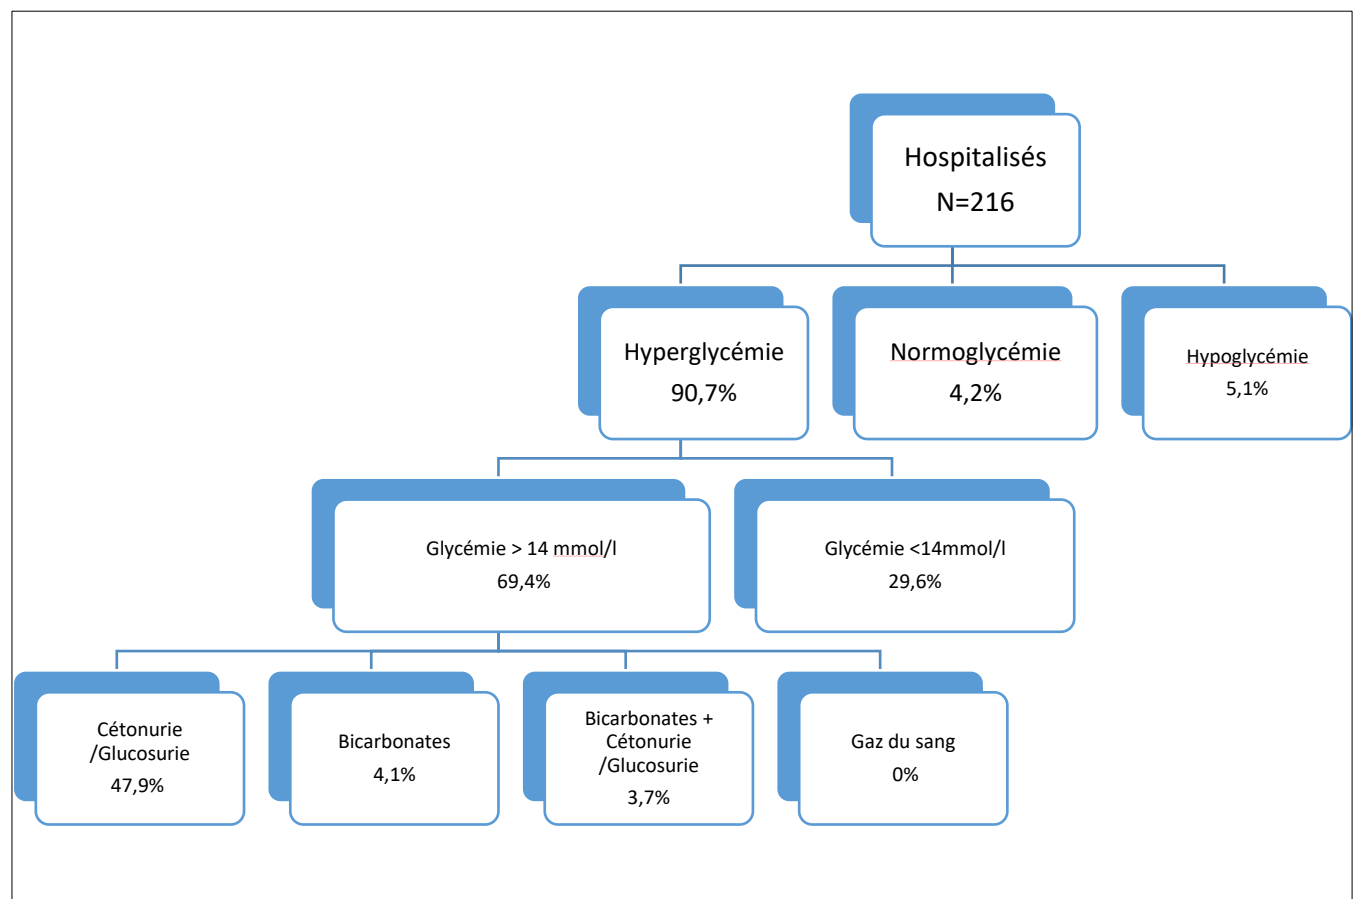 Hospitalisés
N=216
Hyperglycémie
90,7%
Normoglycémie
4,2%
Hypoglycémie
5,1%
Glycémie > 14 mmol/l
69,4%
Glycémie <14mmol/l
29,6%
Cétonurie
/Glucosurie
47,9%
Bicarbonates
4,1%
Bicarbonates +
Cétonurie
/Glucosurie
3,7%
Gaz du sang
0%